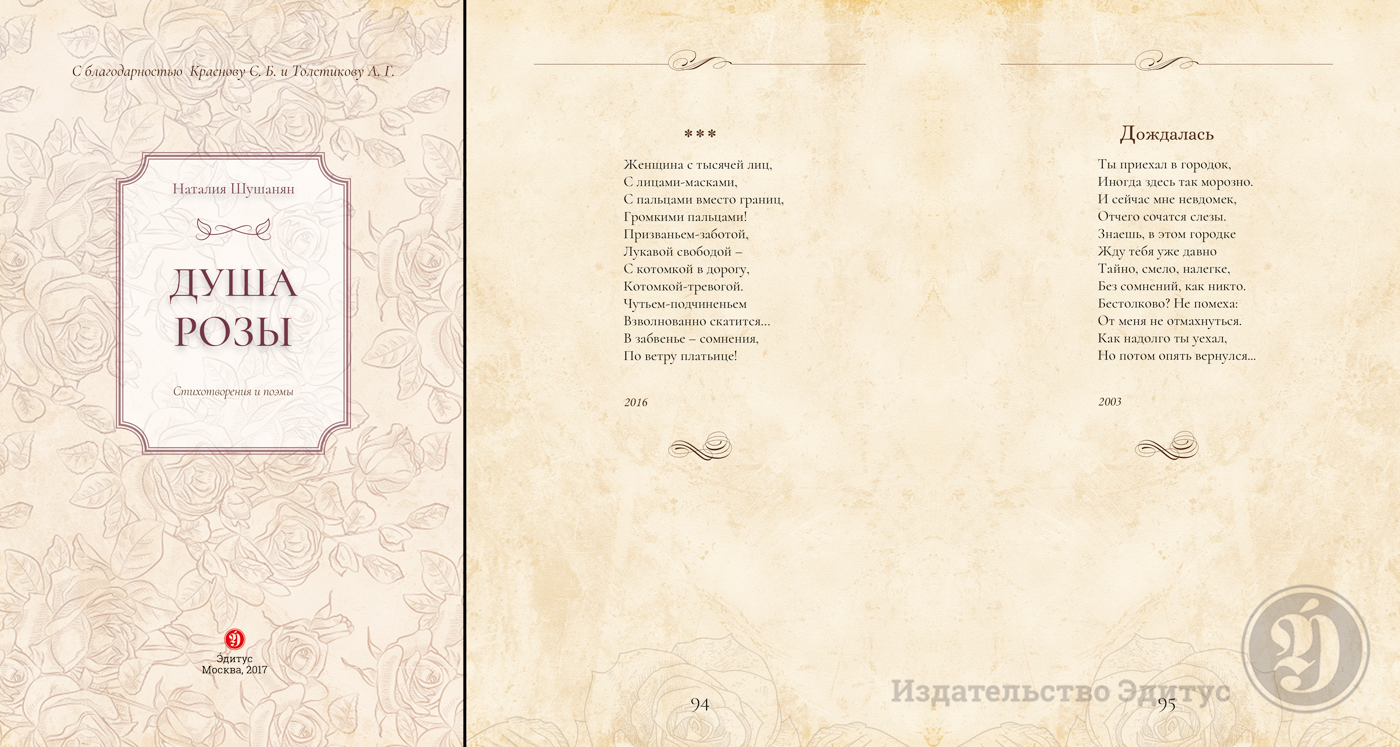 С благодарностью Краснову С. Б. и Толстикову А. Г.
Наталия Шушанян
ДУША
РОЗЫ
Стихотворения и поэмы
Э
Эдитус
Москва, 2017
***
Женщина с тысячей лиц,
С лицами-масками,
С пальцами вместо границ,
Громкими пальцами!
Призваньем-заботой,
Лукавой свободой –
С котомкой в дорогу,
Котомкой-тревогой.
Чутьем-подчиненьем
Взволнованно скатится...
В забвенье – сомнения,
По ветру платьице!
2016
94
Дождалась
Ты приехал в городок,
Иногда здесь так морозно.
И сейчас мне невдомек,
Отчего сочатся слезы.
Знаешь, в этом городке
Жду тебя уже давно
Тайно, смело, налегке,
Без сомнений, как никто.
Бестолково? Не помеха:
От меня не отмахнуться.
Как надолго ты уехал,
Но потом опять вернулся...
2003
95
Издательство Эдитус
Э